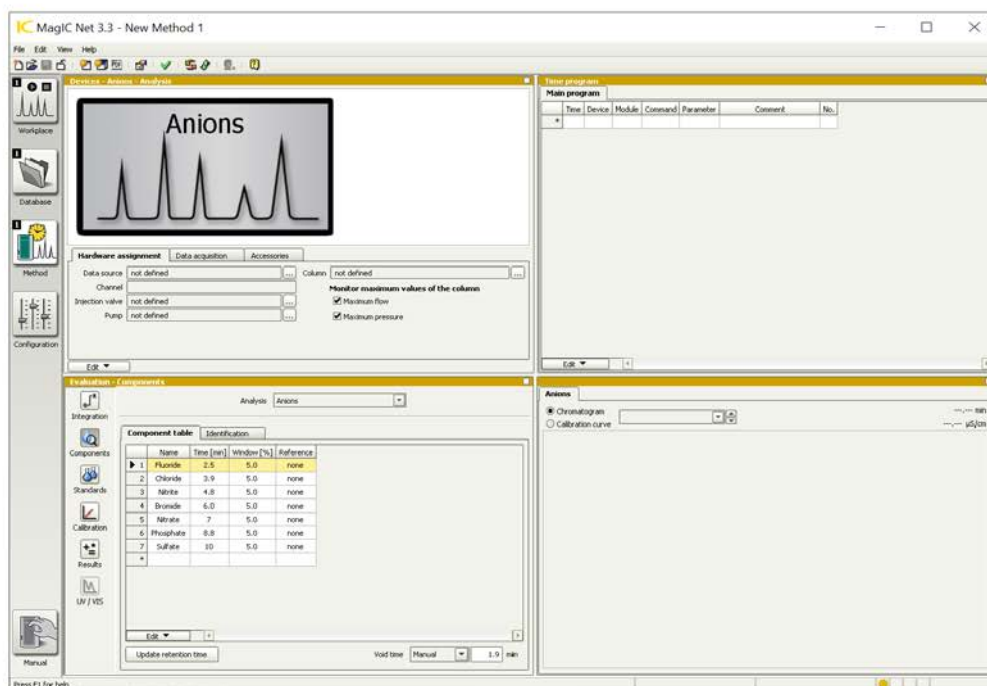 IC MagIC Net 3.3 - New Method 1
File Edit View Help
Workplace
Database
Method
Configuration
Manual
Devices - Anions - Analysis
Anions
Hardware assignment Data acquisition Accessories
Data source not defined ... Column not defined ...
Channel Monitor maximum values of the column
Injection valve not defined ... Maximum flow
Pump not defined ... Maximum pressure
Edit
Time program
Main program
Time Device Module Command Parameter Comment No.
*
Edit
Evaluation - Components
Integration
Components
Standards
Calibration
Results
UV / VIS
Analysis Anions
Component table Identification
Name Time [min] Window [%] Reference
1 Fluoride 2.5 5.0 none
2 Chloride 3.9 5.0 none
3 Nitrite 4.8 5.0 none
4 Bromide 6.0 5.0 none
5 Nitrate 7 5.0 none
6 Phosphate 8.8 5.0 none
7 Sulfate 10 5.0 none
*
Edit
Update retention time Void time Manual 1.9 min
Anions
Chromatogram ---.--- min
Calibration curve ---.--- µS/cm
Press F1 for help